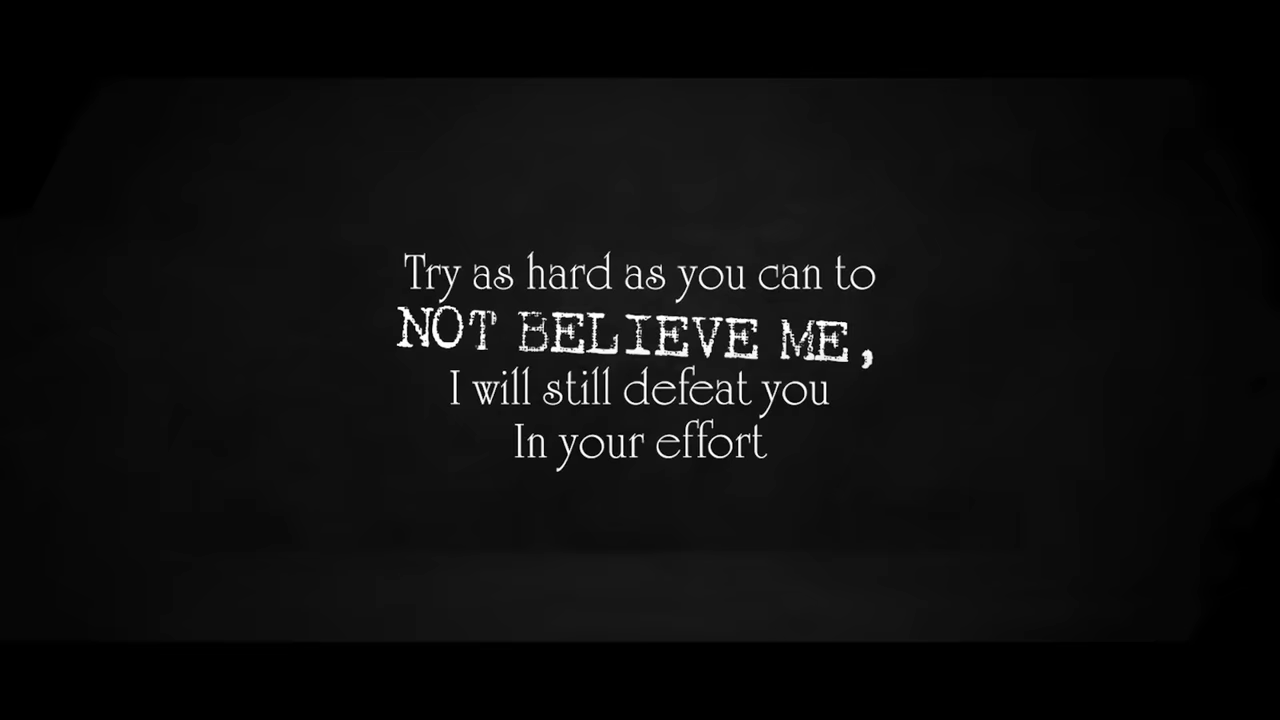 Try as hard as you can to
NOT BELIEVE ME,
I will still defeat you
In your effort